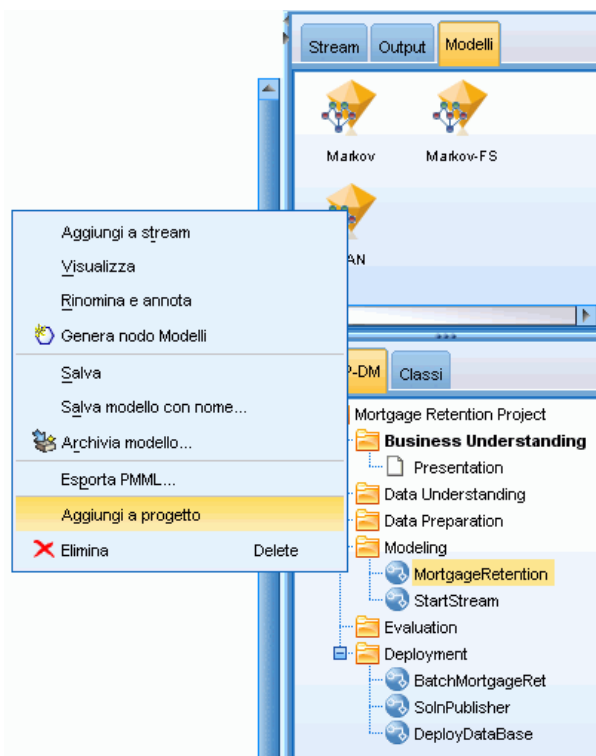 Stream Output Modelli
Markov Markov-FS
AN
Aggiungi a stream
Visualizza
Rinomina e annota
Genera nodo Modelli
Salva
Salva modello con nome...
Archivia modello...
Esporta PMML...
Aggiungi a progetto
Elimina Delete
P-DM Classi
Mortgage Retention Project
Business Understanding
Presentation
Data Understanding
Data Preparation
Modeling
MortgageRetention
StartStream
Evaluation
Deployment
BatchMortgageRet
SolnPublisher
DeployDataBase